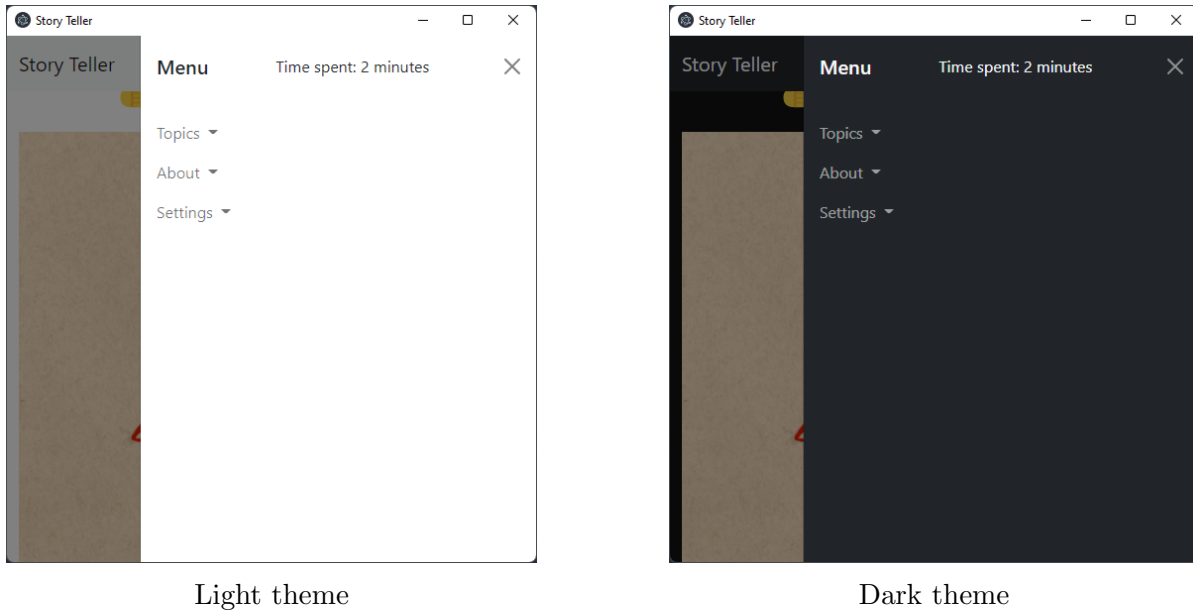 Story Teller
Story Teller
Menu
Time spent: 2 minutes
Topics
About
Settings
Light theme
Story Teller
Story Teller
Menu
Time spent: 2 minutes
Topics
About
Settings
Dark theme